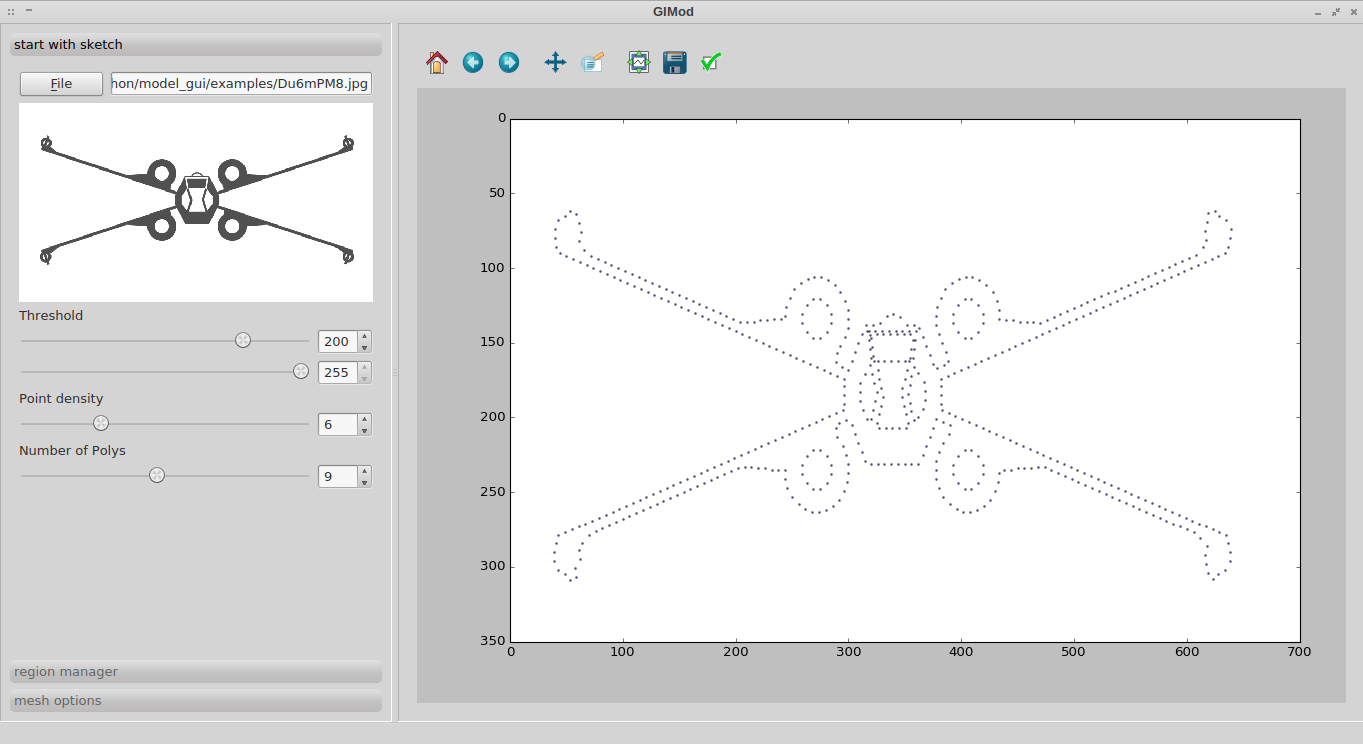 GIMod
start with sketch
File
hon/model_gui/examples/Du6mPM8.jpg
Threshold
200
255
Point density
6
Number of Polys
9
region manager
mesh options
0
50
100
150
200
250
300
350
0 100 200 300 400 500 600 700